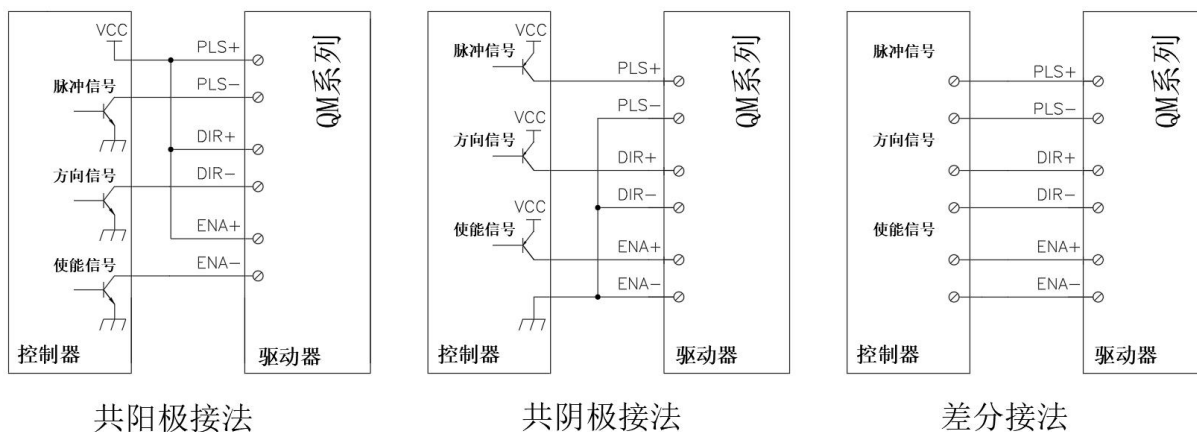 VCC
PLS+
脉冲信号
PLS-
DIR+
方向信号
DIR-
ENA+
使能信号
ENA-
QM系列
控制器
驱动器
共阳极接法
VCC
脉冲信号
PLS+
PLS-
VCC
方向信号
DIR+
DIR-
VCC
使能信号
ENA+
ENA-
QM系列
控制器
驱动器
共阴极接法
脉冲信号
PLS+
PLS-
方向信号
DIR+
DIR-
使能信号
ENA+
ENA-
QM系列
控制器
驱动器
差分接法